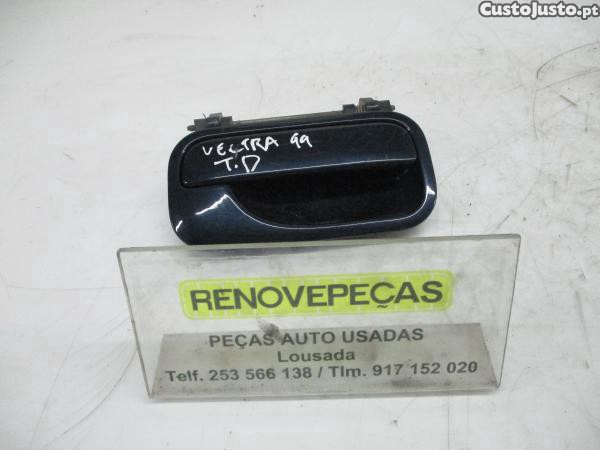 CustoJusto.pt
VECTRA 99
T.D
RENOVEPEÇAS
PEÇAS AUTO USADAS
Lousada
Telf. 253 566 138 / Tlm. 917 152 020